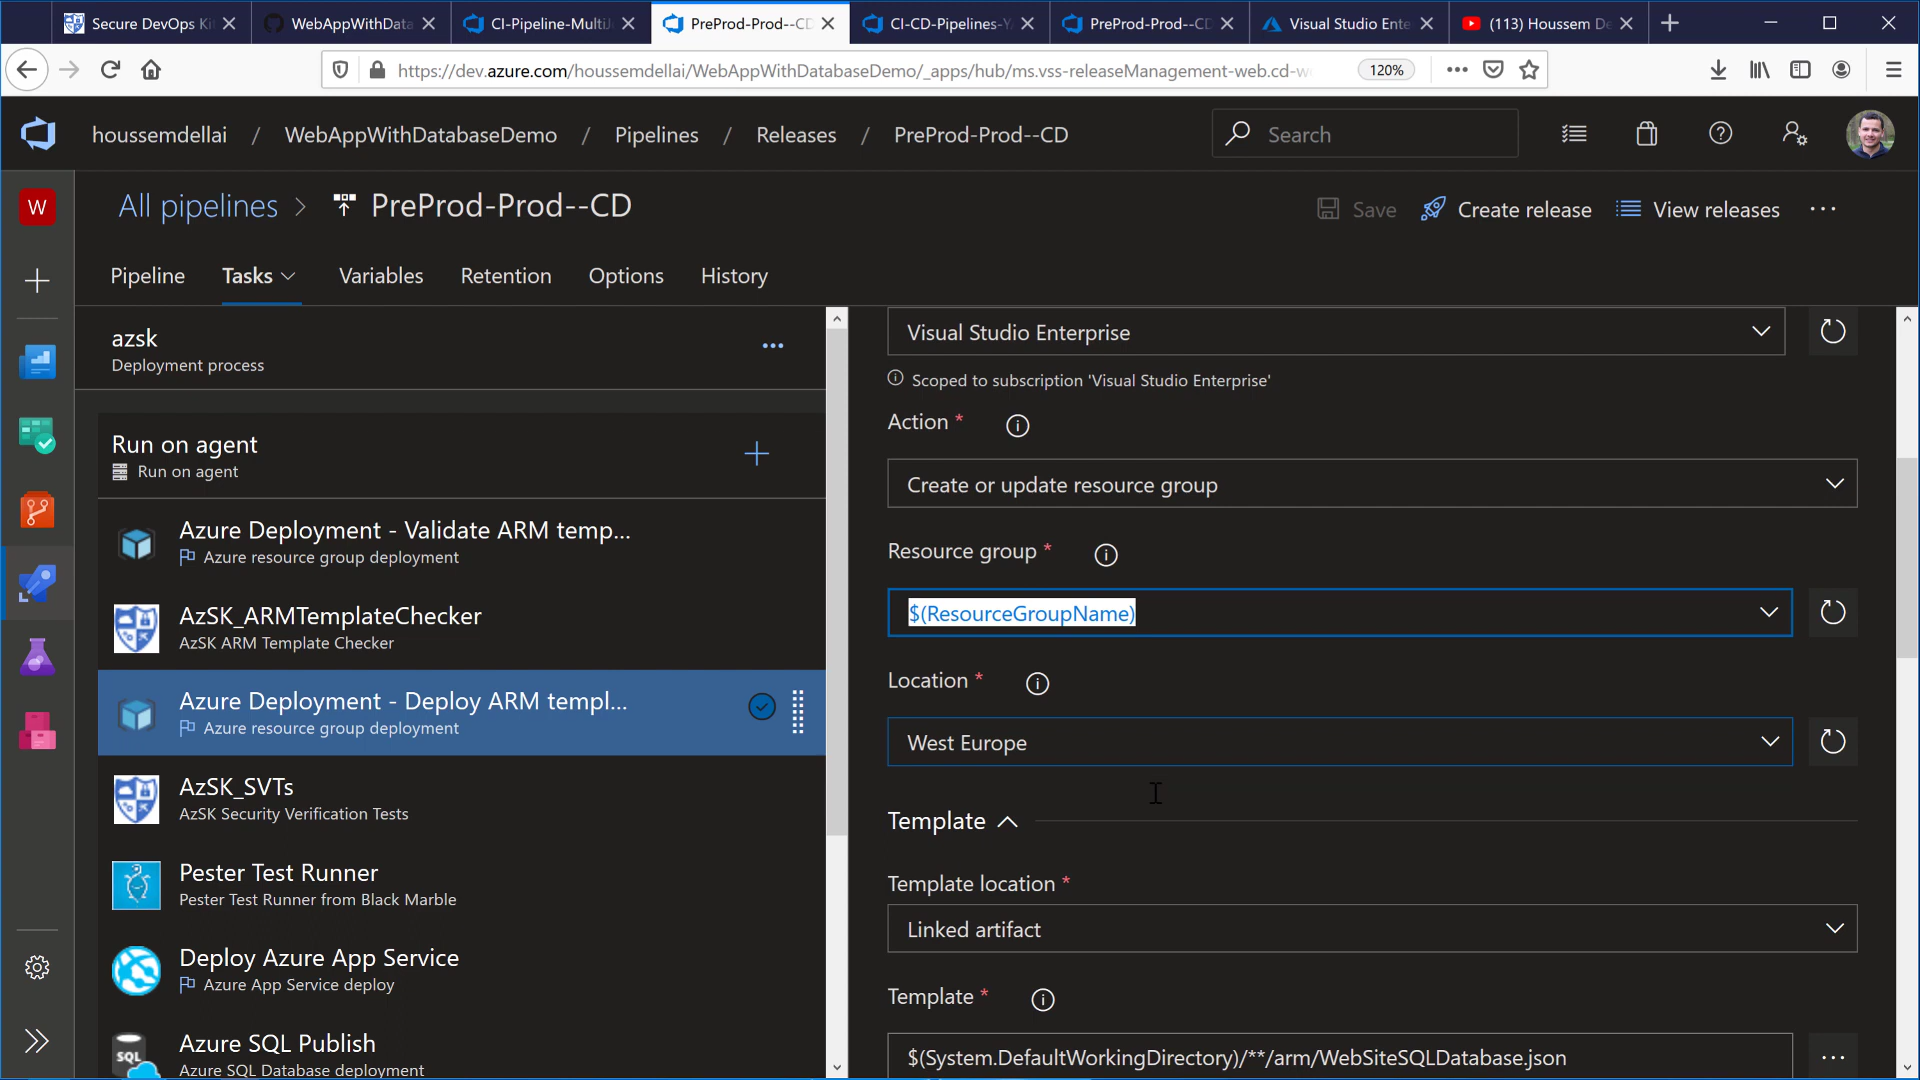 Secure DevOps Ki
WebAppWithData
CI-Pipeline-MultiJ
PreProd-Prod--CD
CI-CD-Pipelines-Y
PreProd-Prod--CD
Visual Studio Ente
(113) Houssem De
https://dev.azure.com/houssemdellai/WebAppWithDatabaseDemo/_apps/hub/ms.vss-releaseManagement-web.cd-w
120%
houssemdellai / WebAppWithDatabaseDemo / Pipelines / Releases / PreProd-Prod--CD
Search
W
All pipelines > PreProd-Prod--CD
Save
Create release
View releases
Pipeline
Tasks
Variables
Retention
Options
History
azsk
Deployment process
Run on agent
Run on agent
Azure Deployment - Validate ARM temp...
Azure resource group deployment
AzSK_ARMTemplateChecker
AzSK ARM Template Checker
Azure Deployment - Deploy ARM templ...
Azure resource group deployment
AzSK_SVTs
AzSK Security Verification Tests
Pester Test Runner
Pester Test Runner from Black Marble
Deploy Azure App Service
Azure App Service deploy
SQL
Azure SQL Publish
Azure SQL Database deployment
Visual Studio Enterprise
Scoped to subscription 'Visual Studio Enterprise'
Action *
Create or update resource group
Resource group *
$(ResourceGroupName)
Location *
West Europe
Template
Template location *
Linked artifact
Template *
$(System.DefaultWorkingDirectory)/**/arm/WebSiteSQLDatabase.json